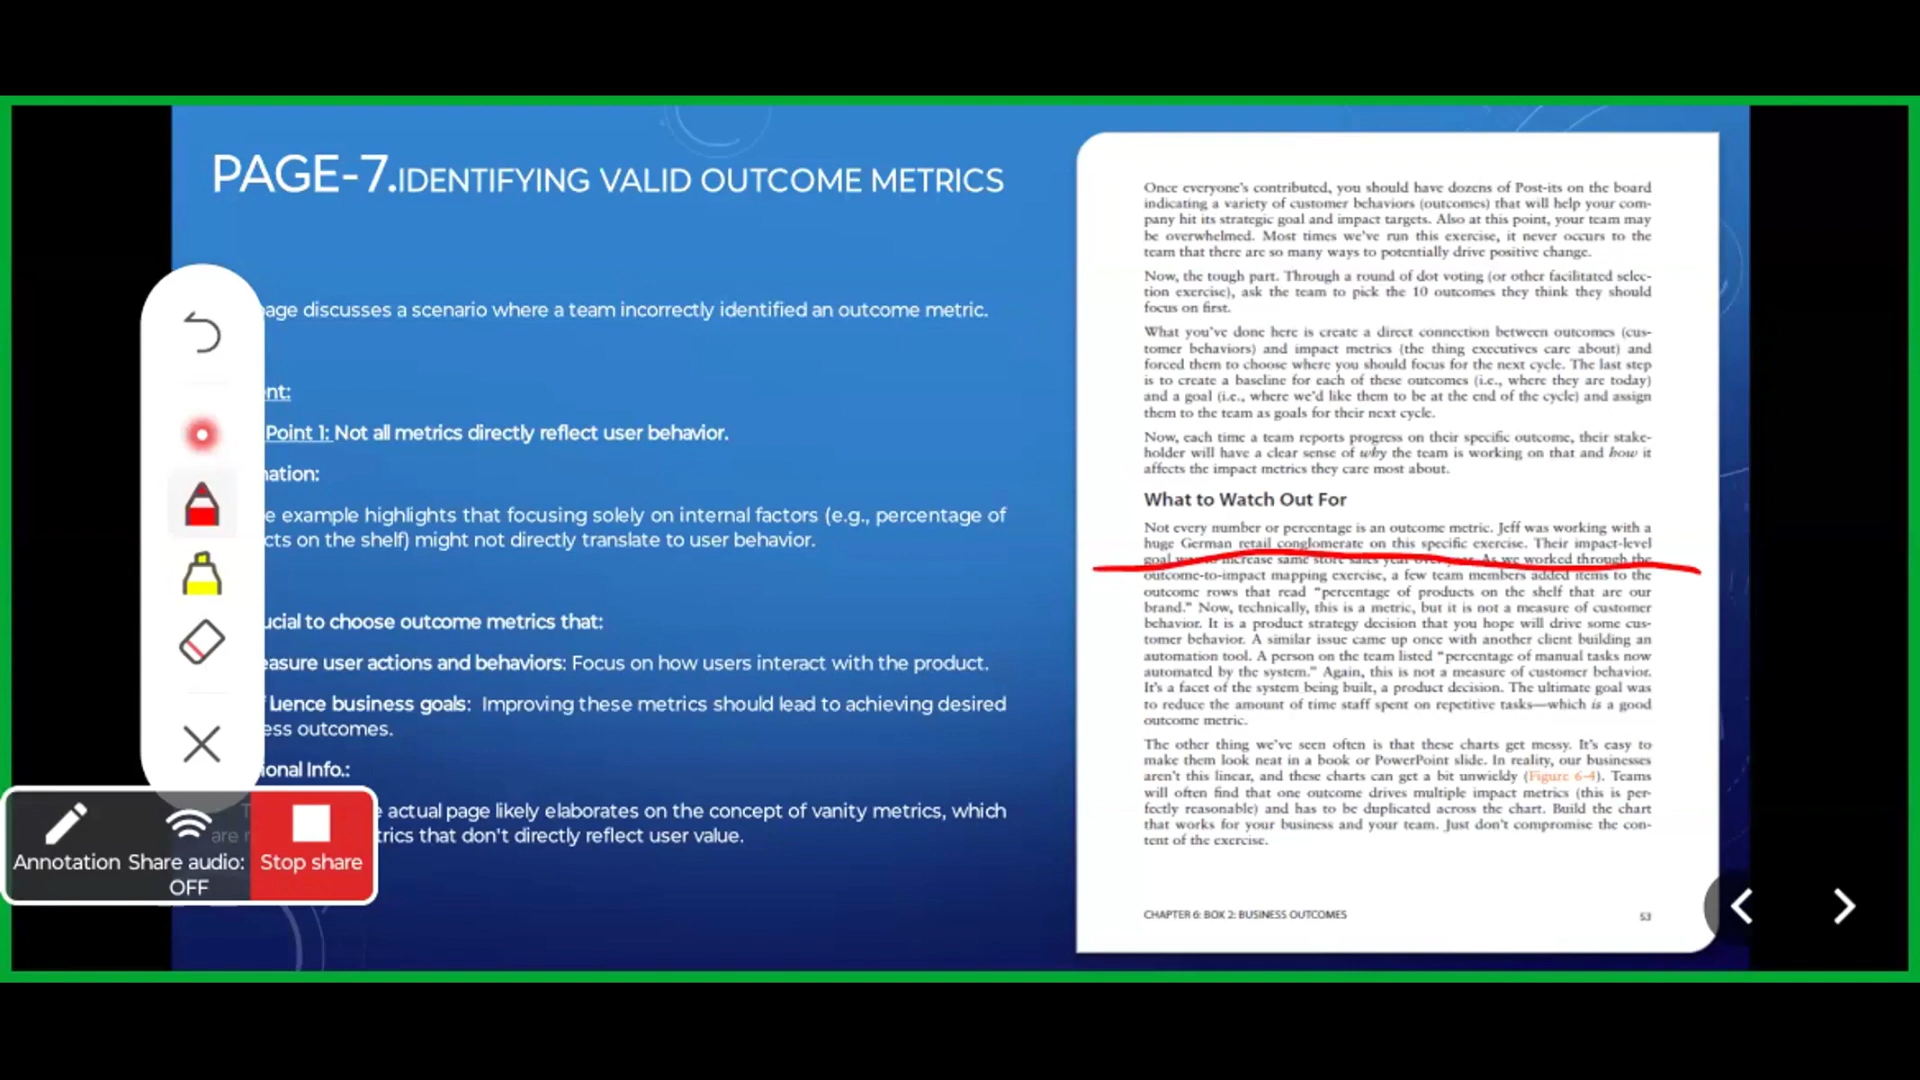 PAGE-7.IDENTIFYING VALID OUTCOME METRICS
age discusses a scenario where a team incorrectly identified an outcome metric.
nt:
Point 1: Not all metrics directly reflect user behavior.
nation:
e example highlights that focusing solely on internal factors (e.g., percentage of
cts on the shelf) might not directly translate to user behavior.
ucial to choose outcome metrics that:
easure user actions and behaviors: Focus on how users interact with the product.
fluence business goals: Improving these metrics should lead to achieving desired
ess outcomes.
ional Info.:
e actual page likely elaborates on the concept of vanity metrics, which
are trics that don't directly reflect user value.
Annotation
Share audio:
OFF
Stop share
Once everyone's contributed, you should have dozens of Post-its on the board
indicating a variety of customer behaviors (outcomes) that will help your com-
pany hit its strategic goal and impact targets. Also at this point, your team may
be overwhelmed. Most times we've run this exercise, it never occurs to the
team that there are so many ways to potentially drive positive change.
Now, the tough part. Through a round of dot voting (or other facilitated selec-
tion exercise), ask the team to pick the 10 outcomes they think they should
focus on first.
What you've done here is create a direct connection between outcomes (cus-
tomer behaviors) and impact metrics (the thing executives care about) and
forced them to choose where you should focus for the next cycle. The last step
is to create a baseline for each of these outcomes (i.e., where they are today)
and a goal (i.e., where we'd like them to be at the end of the cycle) and assign
them to the team as goals for their next cycle.
Now, each time a team reports progress on their specific outcome, their stake-
holder will have a clear sense of why the team is working on that and how it
affects the impact metrics they care most about.
What to Watch Out For
Not every number or percentage is an outcome metric. Jeff was working with a
huge German retail conglomerate on this specific exercise. Their impact-level
goal was to increase same store sales year over year. As we worked through the
outcome-to-impact mapping exercise, a few team members added items to the
outcome rows that read "percentage of products on the shelf that are our
brand." Now, technically, this is a metric, but it is not a measure of customer
behavior. It is a product strategy decision that you hope will drive some cus-
tomer behavior. A similar issue came up once with another client building an
automation tool. A person on the team listed "percentage of manual tasks now
automated by the system." Again, this is not a measure of customer behavior.
It's a facet of the system being built, a product decision. The ultimate goal was
to reduce the amount of time staff spent on repetitive tasks—which is a good
outcome metric.
The other thing we've seen often is that these charts get messy. It's easy to
make them look neat in a book or PowerPoint slide. In reality, our businesses
aren't this linear, and these charts can get a bit unwieldy (Figure 6-4). Teams
will often find that one outcome drives multiple impact metrics (this is per-
fectly reasonable) and has to be duplicated across the chart. Build the chart
that works for your business and your team. Just don't compromise the con-
tent of the exercise.
CHAPTER 6: BOX 2: BUSINESS OUTCOMES
53